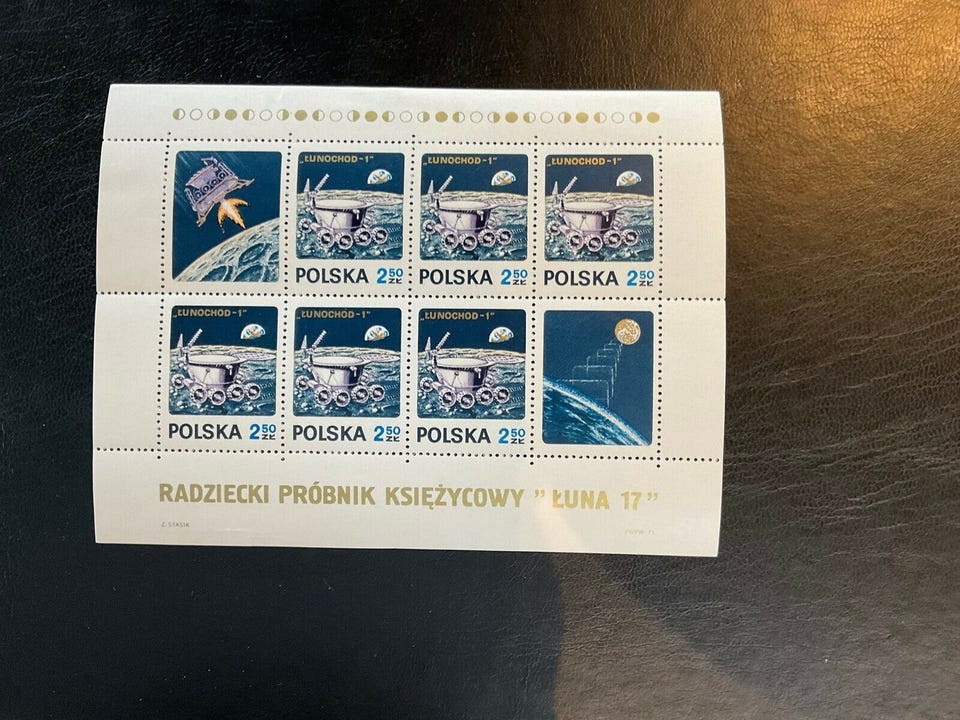 „ŁUNOCHOD-1”
POLSKA 2 50 ZŁ
„ŁUNOCHOD-1”
POLSKA 2 50 ZŁ
„ŁUNOCHOD-1”
POLSKA 2 50 ZŁ
„ŁUNOCHOD-1”
POLSKA 2 50 ZŁ
„ŁUNOCHOD-1”
POLSKA 2 50 ZŁ
„ŁUNOCHOD-1”
POLSKA 2 50 ZŁ
RADZIECKI PRÓBNIK KSIĘŻYCOWY ”ŁUNA 17”
Z. STASIK